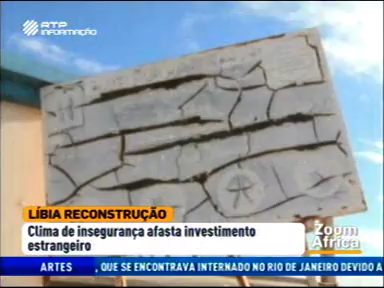 RTP
INFORMAÇÃO
LÍBIA RECONSTRUÇÃO
Clima de insegurança afasta investimento
estrangeiro
Zoom
Africa
ARTES , QUE SE ENCONTRAVA INTERNADO NO RIO DE JANEIRO DEVIDO A